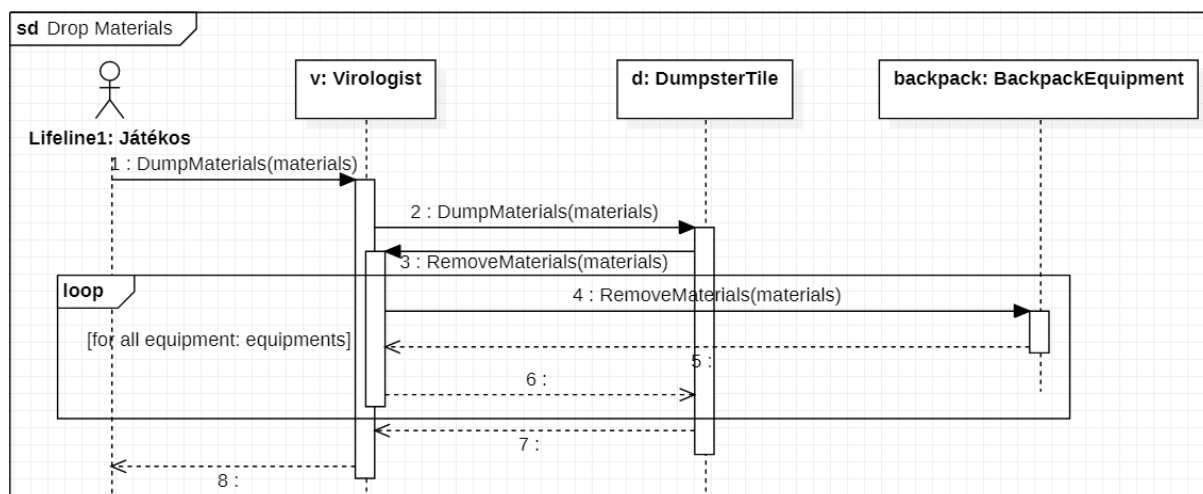 sd Drop Materials
v: Virologist
d: DumpsterTile
backpack: BackpackEquipment
Lifeline1: Játékos
1 : DumpMaterials(materials)
2 : DumpMaterials(materials)
3 : RemoveMaterials(materials)
loop
4 : RemoveMaterials(materials)
[for all equipment: equipments]
5 :
6 :
7 :
8 :